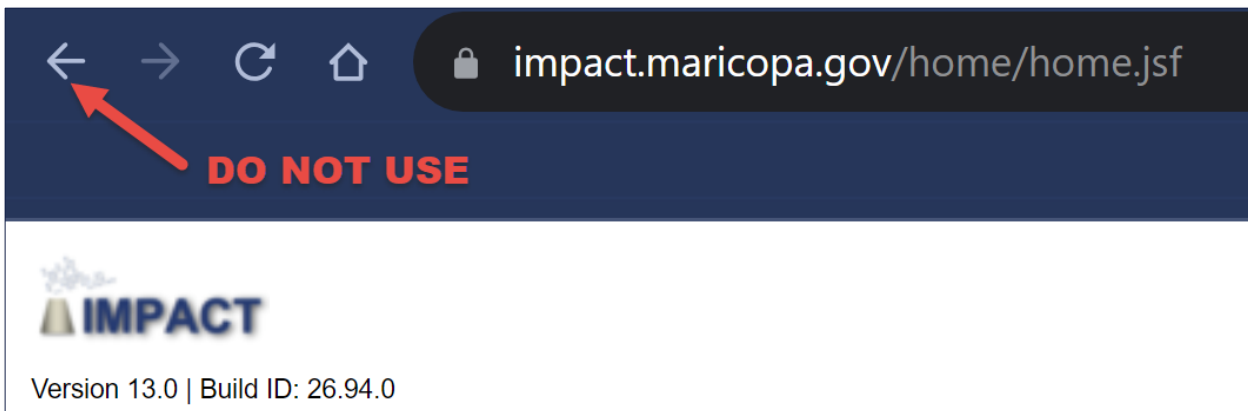 impact.maricopa.gov/home/home.jsf
DO NOT USE
IMPACT
Version 13.0 | Build ID: 26.94.0